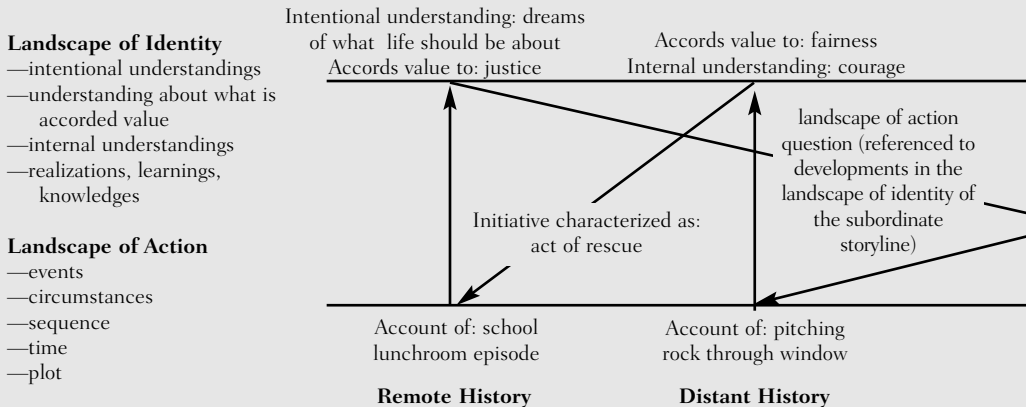 Landscape of Identity
—intentional understandings
—understanding about what is
accorded value
—internal understandings
—realizations, learnings,
knowledges
Landscape of Action
—events
—circumstances
—sequence
—time
—plot
Intentional understanding: dreams
of what life should be about
Accords value to: justice
Accords value to: fairness
Internal understanding: courage
landscape of action
question (referenced to
developments in the
landscape of identity of
the subordinate
storyline)
Initiative characterized as:
act of rescue
Account of: school
lunchroom episode
Account of: pitching
rock through window
Remote History
Distant History